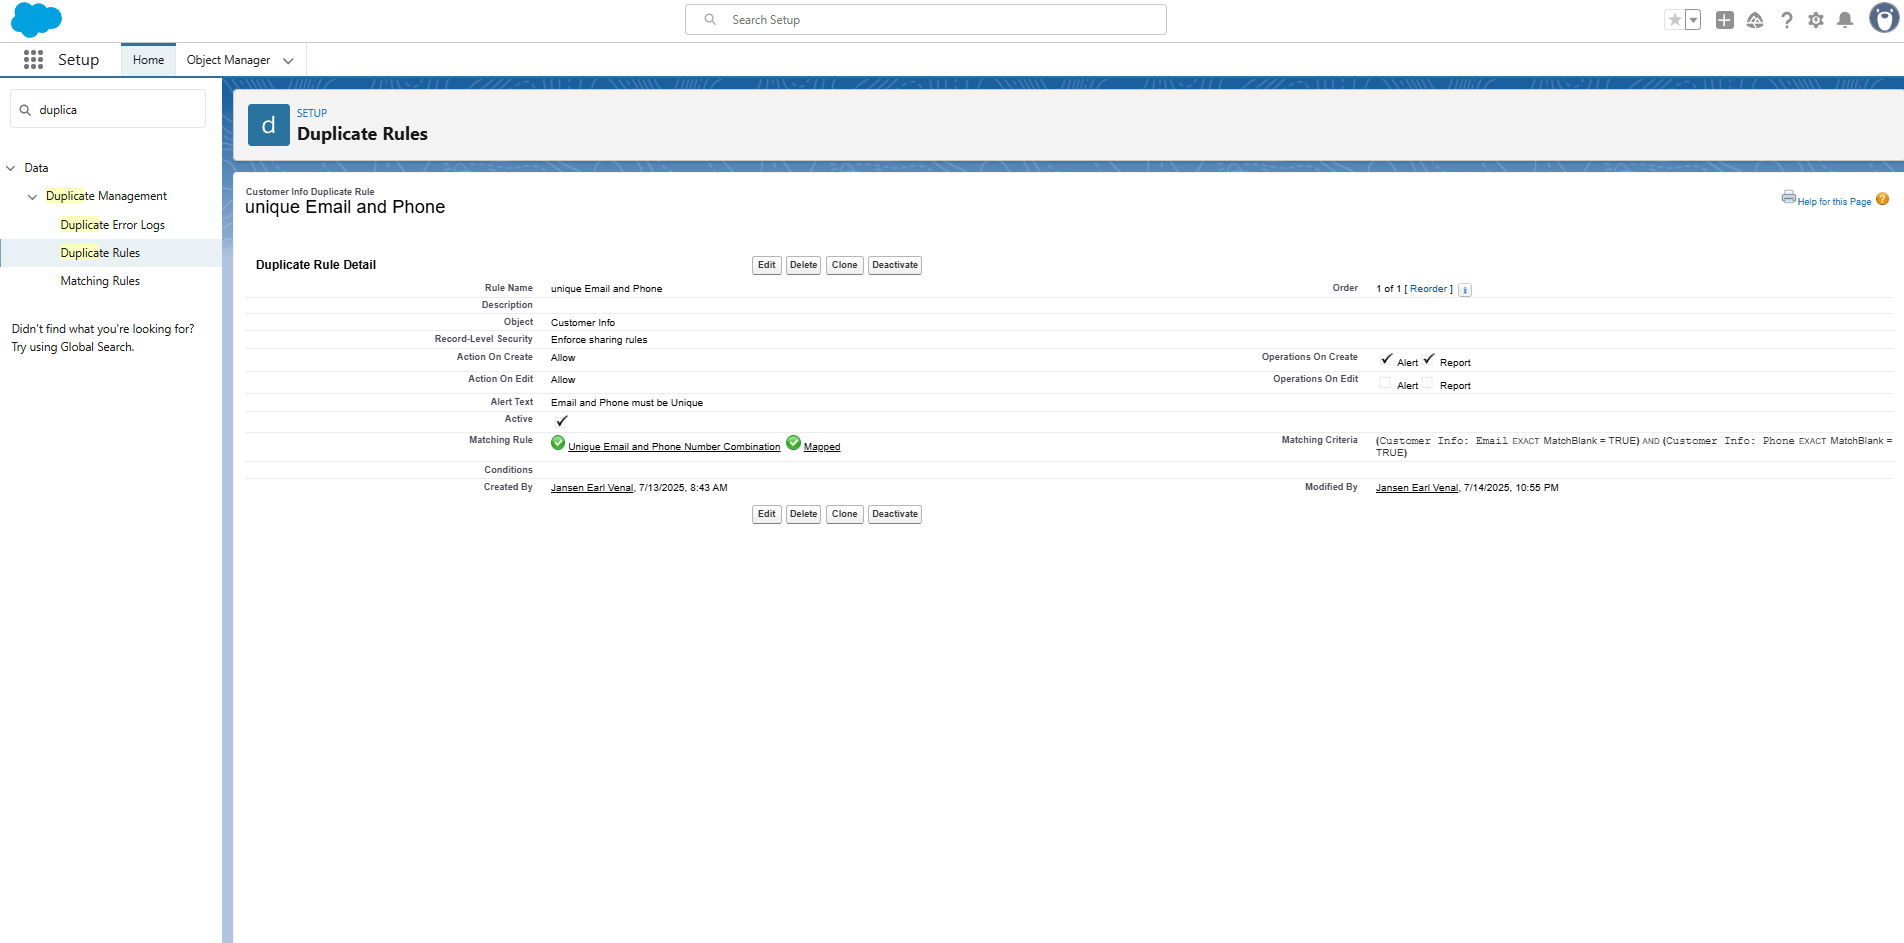 Search Setup
Setup
Home
Object Manager
duplica
Data
Duplicate Management
Duplicate Error Logs
Duplicate Rules
Matching Rules
Didn't find what you're looking for?
Try using Global Search.
d
SETUP
Duplicate Rules
Customer Info Duplicate Rule
unique Email and Phone
Help for this Page ?
Duplicate Rule Detail
Edit Delete Clone Deactivate
Rule Name unique Email and Phone Order 1 of 1 [ Reorder ] i
Description
Object Customer Info
Record-Level Security Enforce sharing rules
Action On Create Allow Operations On Create Alert Report
Action On Edit Allow Operations On Edit Alert Report
Alert Text Email and Phone must be Unique
Active
Matching Rule Unique Email and Phone Number Combination Mapped Matching Criteria (Customer Info: Email EXACT MatchBlank = TRUE) AND (Customer Info: Phone EXACT MatchBlank =
TRUE)
Conditions
Created By Jansen Earl Venal, 7/13/2025, 8:43 AM Modified By Jansen Earl Venal, 7/14/2025, 10:55 PM
Edit Delete Clone Deactivate